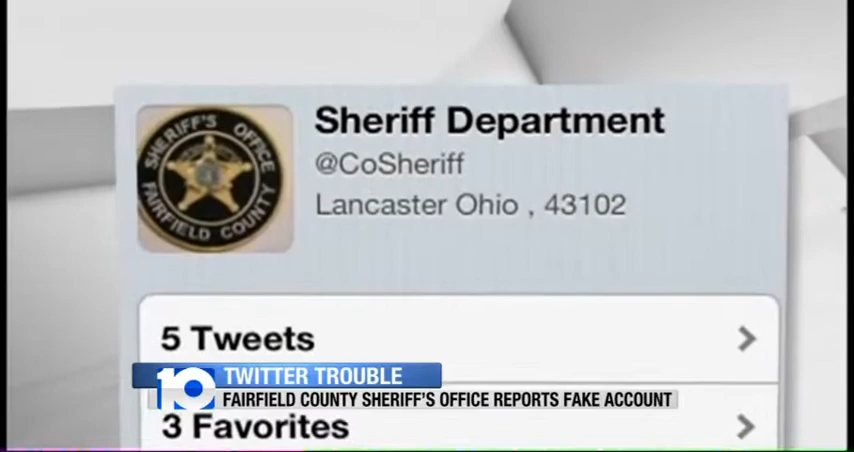 SHERIFF'S OFFICE
FAIRFIELD COUNTY
Sheriff Department
@CoSheriff
Lancaster Ohio , 43102
5 Tweets
10
TWITTER TROUBLE
FAIRFIELD COUNTY SHERIFF'S OFFICE REPORTS FAKE ACCOUNT
3 Favorites